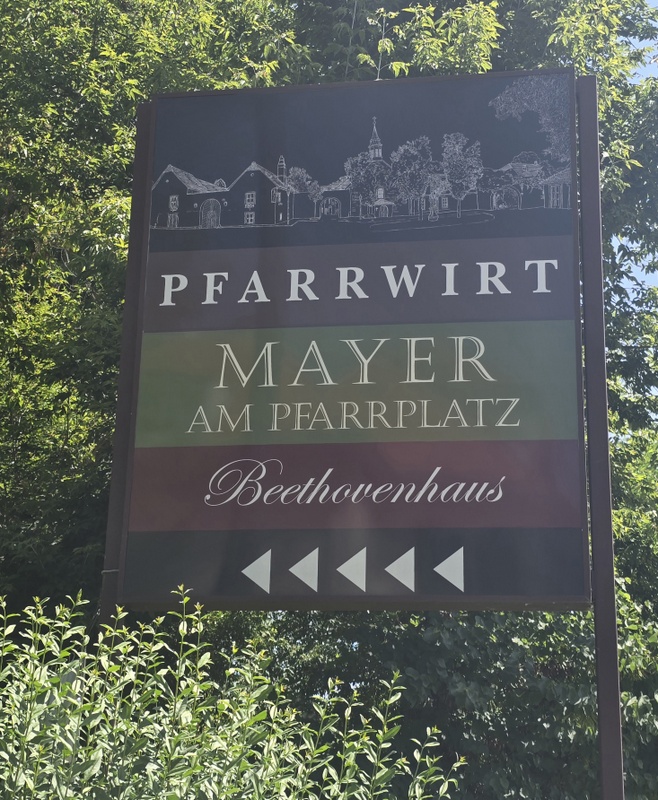 PFARRWIRT
MAYER
AM PFARRPLATZ
Beethovenhaus